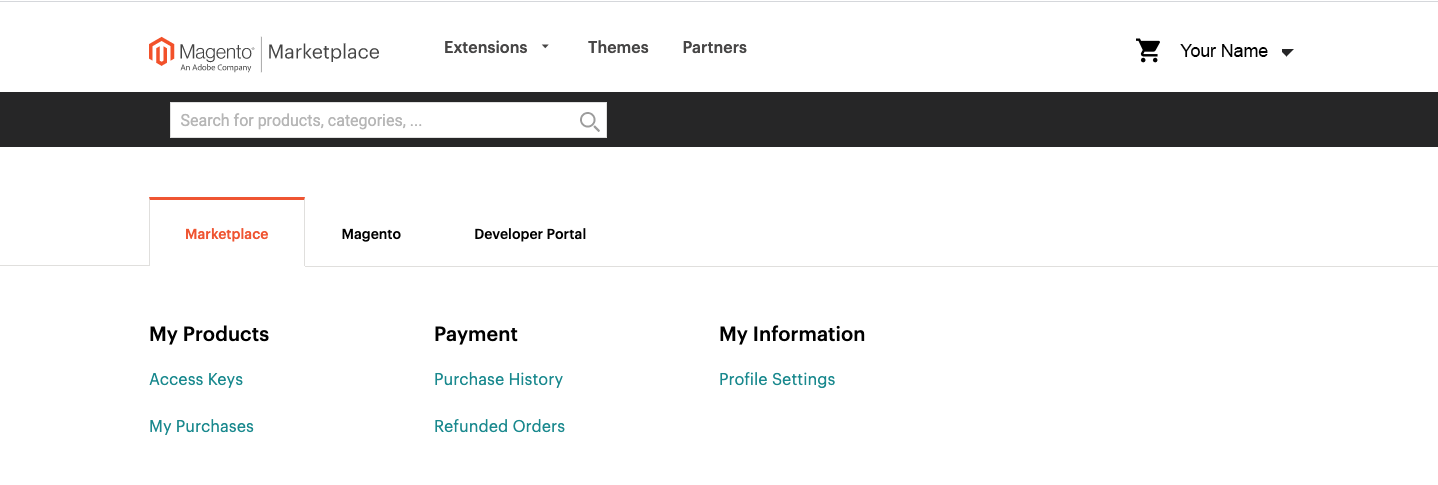 Magento® Marketplace
An Adobe Company
Extensions Themes Partners
Your Name
Search for products, categories, ...
Marketplace Magento Developer Portal
My Products Payment My Information
Access Keys Purchase History Profile Settings
My Purchases Refunded Orders